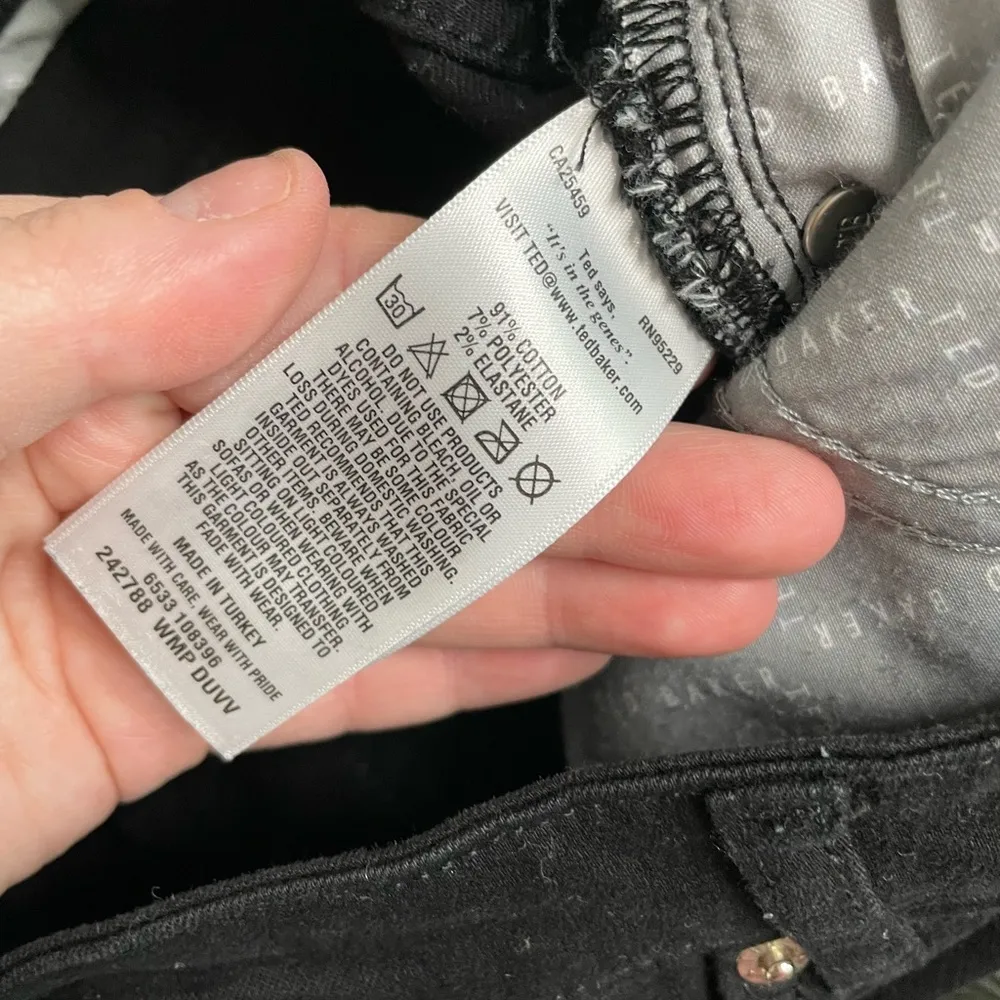 CA25459
RN95229
Ted says,
"It's in the genes".
VISIT TED@www.tedbaker.com
91% COTTON
7% POLYESTER
2% ELASTANE
30
DO NOT USE PRODUCTS
CONTAINING BLEACH OIL OR
ALCOHOL. DUE TO THE SPECIAL
DYES USED FOR THIS FABRIC
THERE MAY BE SOME COLOUR
LOSS DURING DOMESTIC WASHING.
TED RECOMMENDS THAT THIS
GARMENT IS ALWAYS WASHED
INSIDE OUT SEPARATELY FROM
OTHER ITEMS. BEWARE WHEN
SITTING ON LIGHT COLOURED
SOFAS OR WHEN WEARING WITH
LIGHT COLOURED CLOTHING
AS THE COLOUR MAY TRANSFER.
THIS GARMENT IS DESIGNED TO
FADE WITH WEAR.
MADE IN TURKEY
MADE WITH CARE, WEAR WITH PRIDE
6533 108396
242788 WMP DUVV
BAKER
BAKER